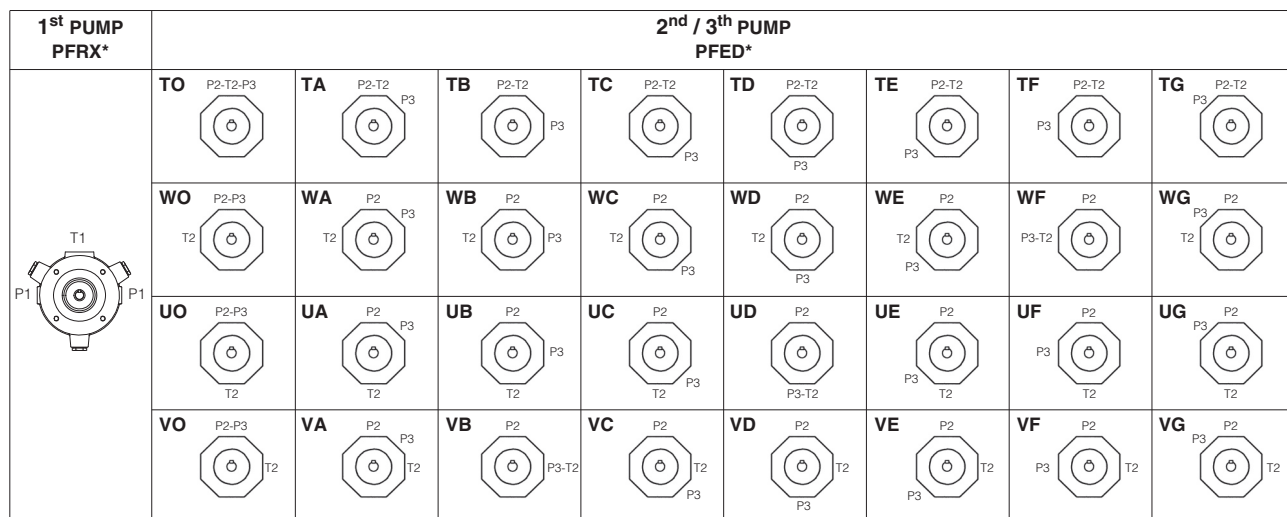 1st PUMP
PFRX*
2nd / 3th PUMP
PFED*
T1
P1
P1
TO P2-T2-P3
TA P2-T2
P3
TB P2-T2
P3
TC P2-T2
P3
TD P2-T2
P3
TE P2-T2
P3
TF P2-T2
P3
TG P2-T2
P3
WO P2-P3
T2
WA P2
P3
T2
WB P2
T2 P3
WC P2
T2
P3
WD P2
T2
P3
WE P2
T2
P3
WF P2
P3-T2
WG P2
P3
T2
UO P2-P3
T2
UA P2
P3
T2
UB P2
P3
T2
UC P2
P3
T2
UD P2
P3-T2
UE P2
P3
T2
UF P2
P3
T2
UG P2
P3
T2
VO P2-P3
T2
VA P2
P3
T2
VB P2
P3-T2
VC P2
T2
P3
VD P2
T2
P3
VE P2
T2
P3
VF P2
P3 T2
VG P2
P3
T2